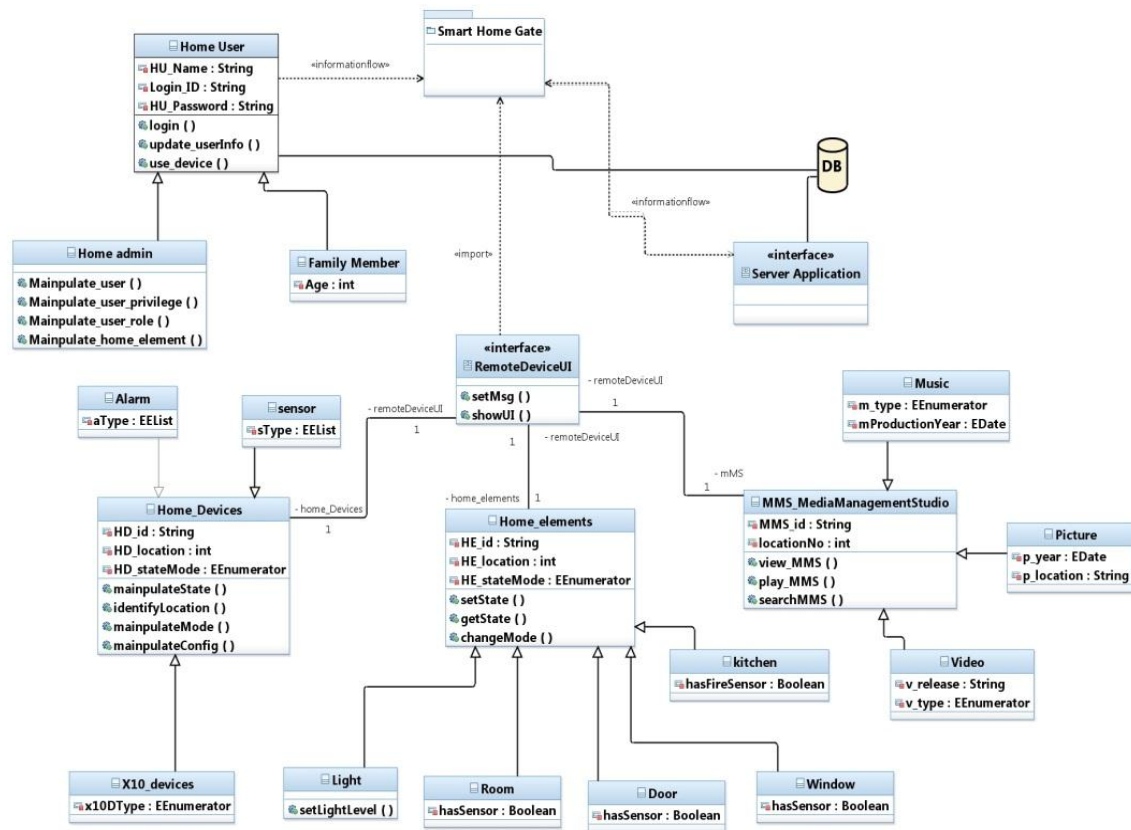 Smart Home Gate
Home User
HU_Name : String
Login_ID : String
HU_Password : String
login ( )
update_userInfo ( )
use_device ( )
«informationflow»
DB
«informationflow»
«import»
Home admin
Mainpulate_user ( )
Mainpulate_user_privilege ( )
Mainpulate_user_role ( )
Mainpulate_home_element ( )
Family Member
Age : int
«interface»
Server Application
«interface»
RemoteDeviceUI
setMsg ( )
showUI ( )
- remoteDeviceUI
1
- remoteDeviceUI
1
1
- remoteDeviceUI
Alarm
aType : EEList
sensor
sType : EEList
Music
m_type : EEnumerator
mProductionYear : EDate
- mMS
1
- home_Devices
1
- home_elements
1
Home_Devices
HD_id : String
HD_location : int
HD_stateMode : EEnumerator
mainpulateState ( )
identifyLocation ( )
mainpulateMode ( )
mainpulateConfig ( )
Home_elements
HE_id : String
HE_location : int
HE_stateMode : EEnumerator
setState ( )
getState ( )
changeMode ( )
MMS_MediaManagementStudio
MMS_id : String
locationNo : int
view_MMS ( )
play_MMS ( )
searchMMS ( )
Picture
p_year : EDate
p_location : String
kitchen
hasFireSensor : Boolean
Video
v_release : String
v_type : EEnumerator
X10_devices
x10DType : EEnumerator
Light
setLightLevel ( )
Room
hasSensor : Boolean
Door
hasSensor : Boolean
Window
hasSensor : Boolean